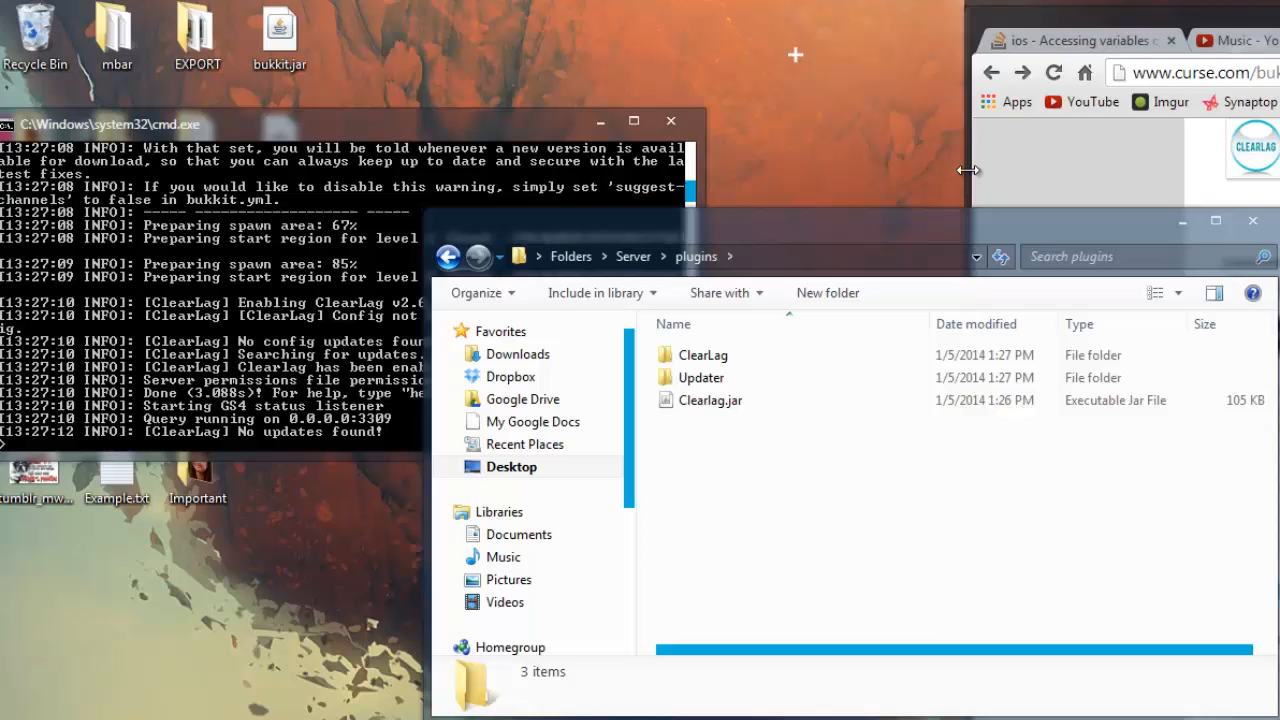 Recycle Bin
mbar
EXPORT
bukkit.jar
C:\Windows\system32\cmd.exe
[13:27:08 INFO]: With that set, you will be told whenever a new version is avail
able for download, so that you can always keep up to date and secure with the la
test fixes.
[13:27:08 INFO]: If you would like to disable this warning, simply set 'suggest-
channels' to false in bukkit.yml.
[13:27:08 INFO]: ----- ------------------ -----
[13:27:08 INFO]: Preparing spawn area: 67%
[13:27:08 INFO]: Preparing start region for level
[13:27:09 INFO]: Preparing spawn area: 85%
[13:27:09 INFO]: Preparing start region for level
[13:27:10 INFO]: [ClearLag] Enabling ClearLag v2.6
[13:27:10 INFO]: [ClearLag] [ClearLag] Config not
ig.
[13:27:10 INFO]: [ClearLag] No config updates foun
[13:27:10 INFO]: [ClearLag] Searching for updates.
[13:27:10 INFO]: [ClearLag] Clearlag has been enab
[13:27:10 INFO]: Server permissions file permissio
[13:27:10 INFO]: Done (3.088s)! For help, type "he
[13:27:10 INFO]: Starting GS4 status listener
[13:27:10 INFO]: Query running on 0.0.0.0:3309
[13:27:12 INFO]: [ClearLag] No updates found!
>
tumblr_mw...
Example.txt
Important
ios - Accessing variables
Music - Yo
www.curse.com/buk
Apps
YouTube
Imgur
Synaptop
CLEARLAG
Folders
Server
plugins
Search plugins
Organize
Include in library
Share with
New folder
Name
Date modified
Type
Size
ClearLag 1/5/2014 1:27 PM File folder
Updater 1/5/2014 1:27 PM File folder
Clearlag.jar 1/5/2014 1:26 PM Executable Jar File 105 KB
Favorites
Downloads
Dropbox
Google Drive
My Google Docs
Recent Places
Desktop
Libraries
Documents
Music
Pictures
Videos
Homegroup
3 items